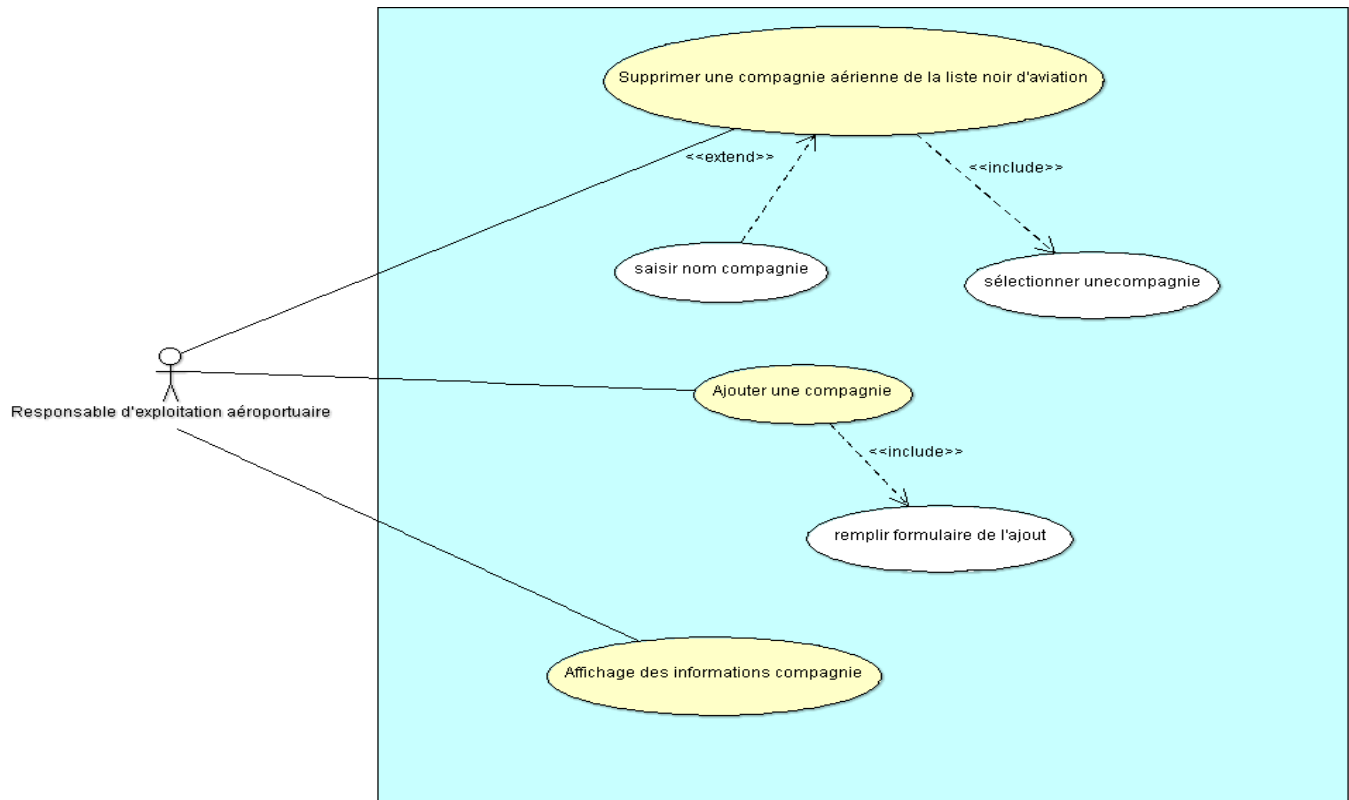 Supprimer une compagnie aérienne de la liste noir d'aviation
<<extend>>
<<include>>
saisir nom compagnie
sélectionner unecompagnie
Ajouter une compagnie
Responsable d'exploitation aéroportuaire
<<include>>
remplir formulaire de l'ajout
Affichage des informations compagnie